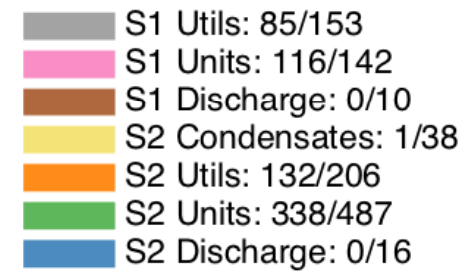 S1 Utils: 85/153
S1 Units: 116/142
S1 Discharge: 0/10
S2 Condensates: 1/38
S2 Utils: 132/206
S2 Units: 338/487
S2 Discharge: 0/16